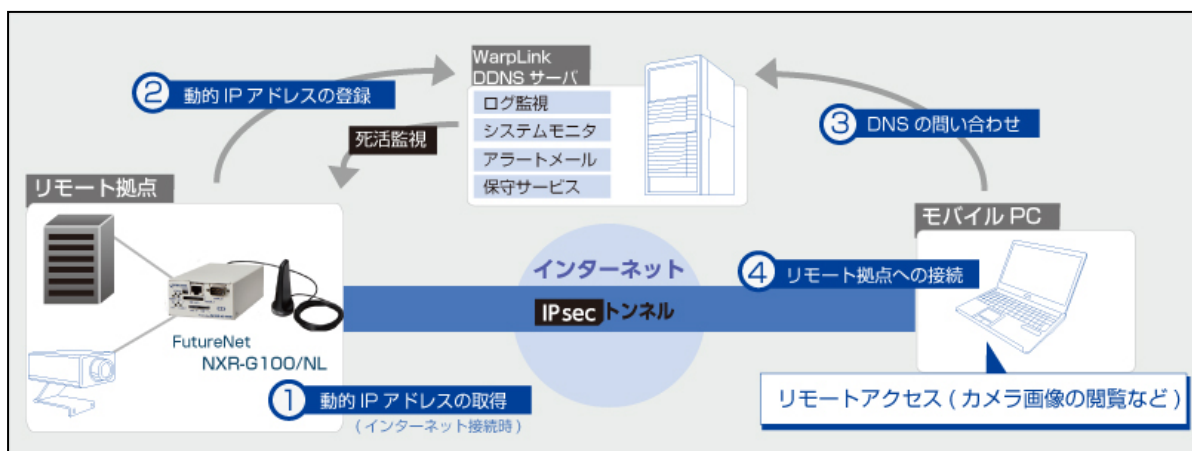 WarpLink
DDNS サーバ
② 動的 IP アドレスの登録
ログ監視
システムモニタ
アラートメール
保守サービス
死活監視
③ DNS の問い合わせ
リモート拠点
モバイル PC
インターネット
④ リモート拠点への接続
IPsec トンネル
FutureNet
NXR-G100/NL
① 動的 IP アドレスの取得
( インターネット接続時 )
リモートアクセス ( カメラ画像の閲覧など )